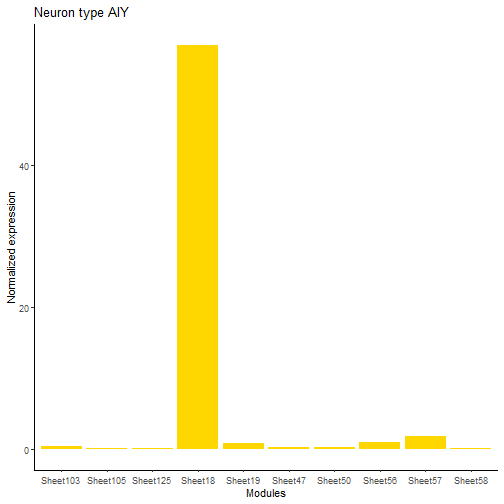 Neuron type AIY
Normalized expression
40
20
0
Sheet103 Sheet105 Sheet125 Sheet18 Sheet19 Sheet47 Sheet50 Sheet56 Sheet57 Sheet58
Modules